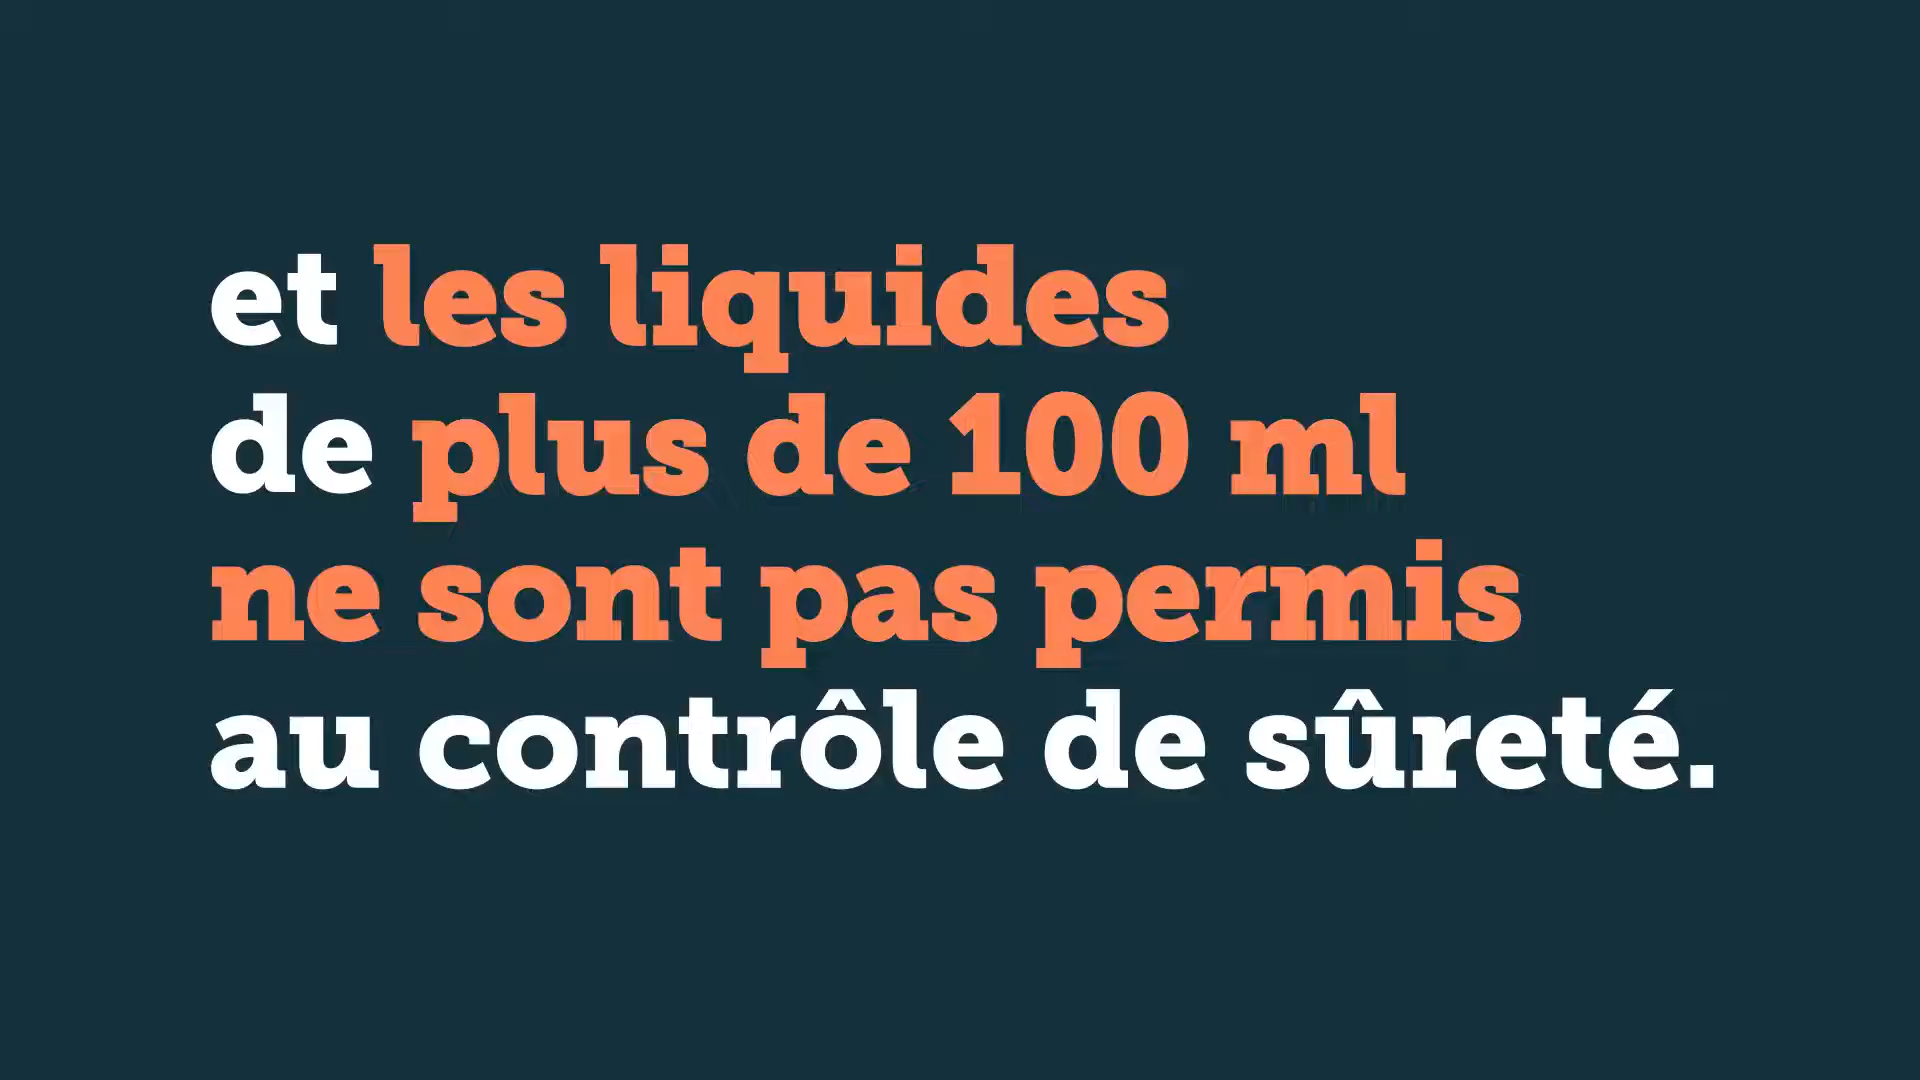 et les liquides
de plus de 100 ml
ne sont pas permis
au contrôle de sûreté.